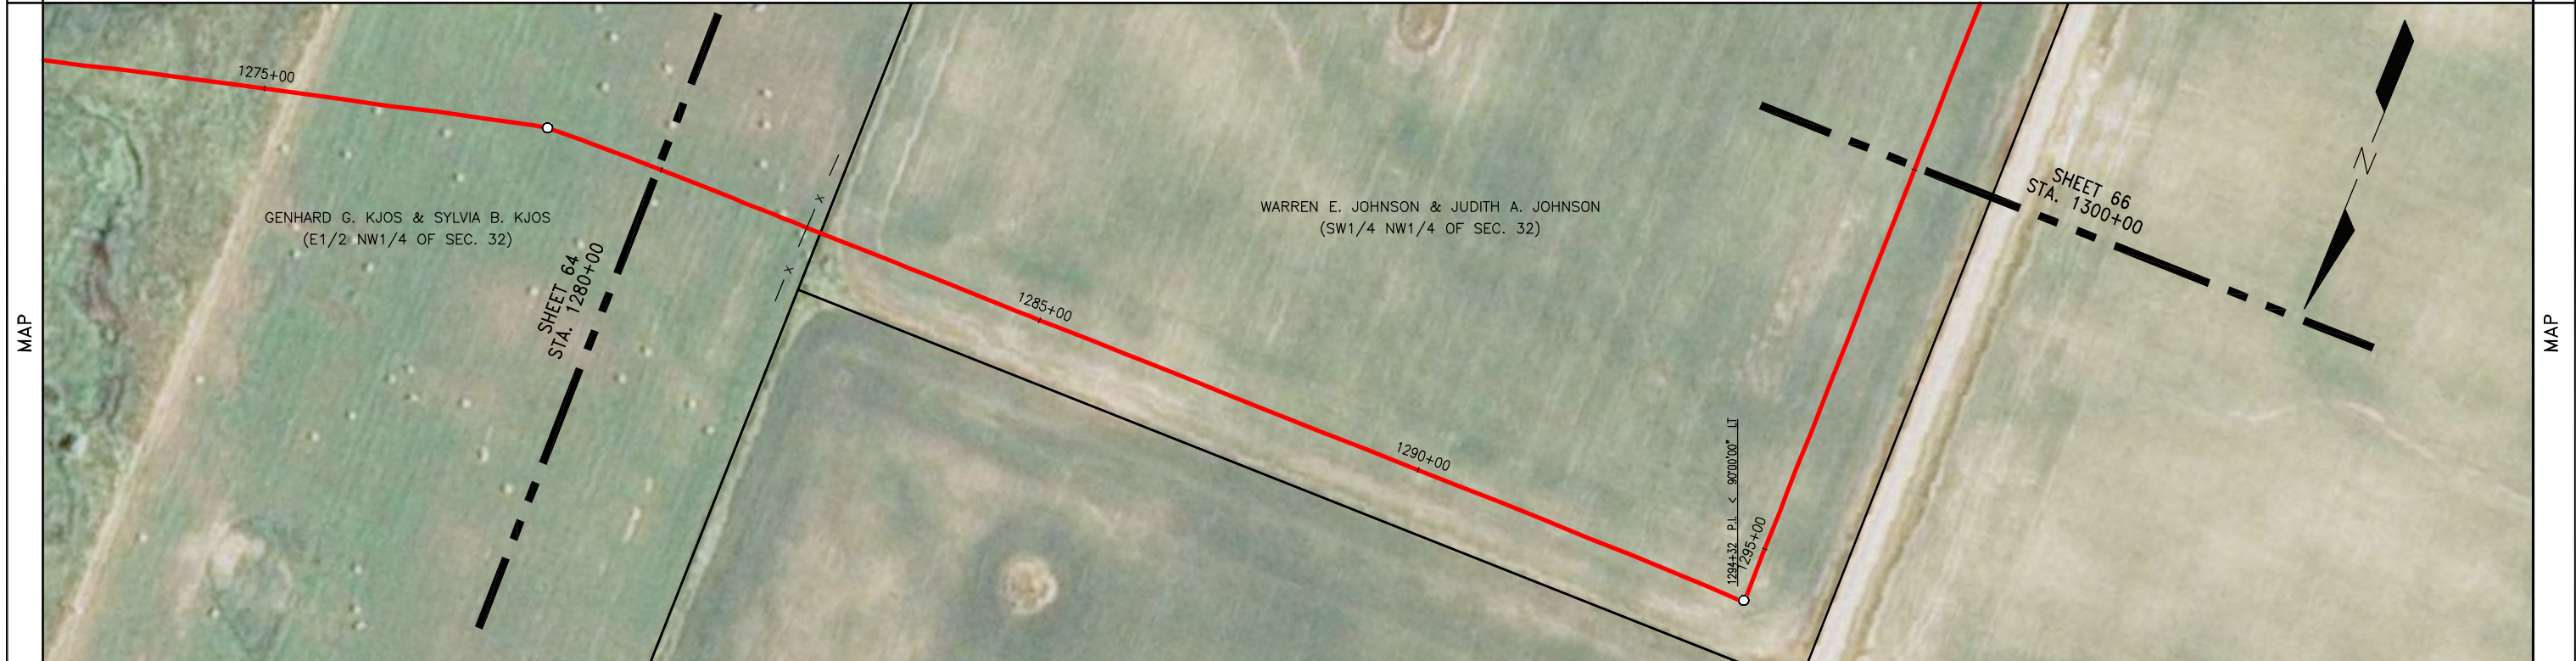 MAP
1275+00
GENHARD G. KJOS & SYLVIA B. KJOS
(E1/2 NW1/4 OF SEC. 32)
SHEET 64
STA. 1280+00
X
X
1285+00
WARREN E. JOHNSON & JUDITH A. JOHNSON
(SW1/4 NW1/4 OF SEC. 32)
1290+00
1294+32 P.I. < 90°00'00" LT
1295+00
SHEET 66
STA. 1300+00
N
MAP